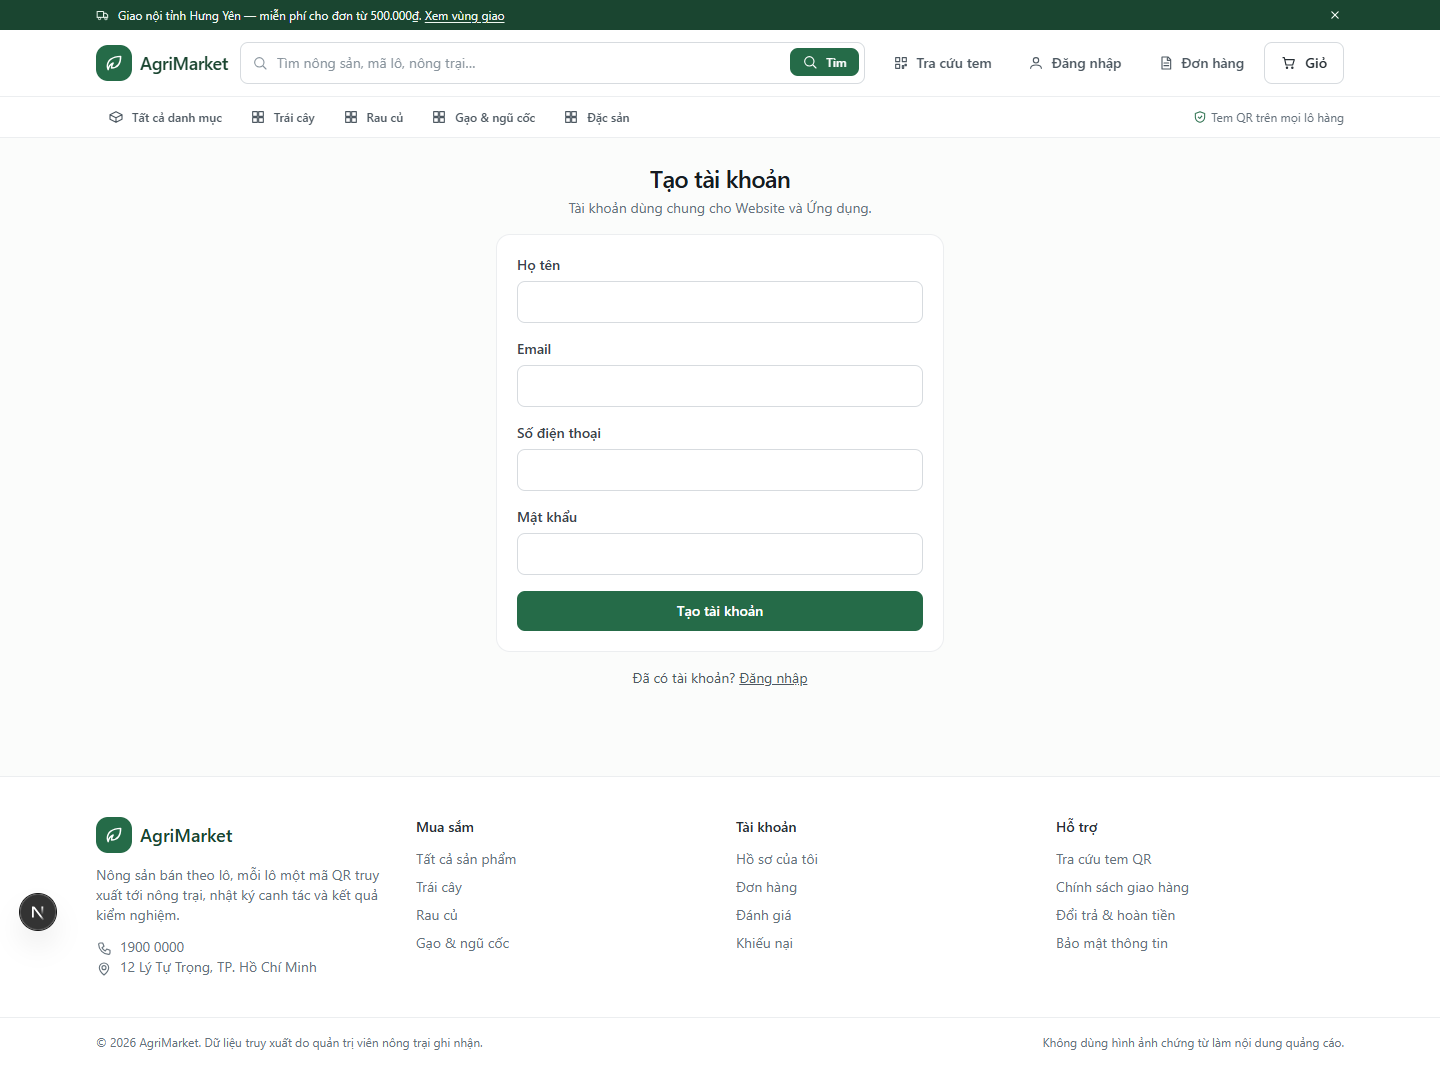 Giao nội tỉnh Hưng Yên — miễn phí cho đơn từ 500.000₫. Xem vùng giao
AgriMarket
Tìm nông sản, mã lô, nông trại...
Tìm
Tra cứu tem
Đăng nhập
Đơn hàng
Giỏ
Tất cả danh mục
Trái cây
Rau củ
Gạo & ngũ cốc
Đặc sản
Tem QR trên mọi lô hàng
Tạo tài khoản
Tài khoản dùng chung cho Website và Ứng dụng.
Họ tên
Email
Số điện thoại
Mật khẩu
Tạo tài khoản
Đã có tài khoản? Đăng nhập
AgriMarket
Nông sản bán theo lô, mỗi lô một mã QR truy
xuất tới nông trại, nhật ký canh tác và kết quả
kiểm nghiệm.
1900 0000
12 Lý Tự Trọng, TP. Hồ Chí Minh
Mua sắm
Tất cả sản phẩm
Trái cây
Rau củ
Gạo & ngũ cốc
Tài khoản
Hồ sơ của tôi
Đơn hàng
Đánh giá
Khiếu nại
Hỗ trợ
Tra cứu tem QR
Chính sách giao hàng
Đổi trả & hoàn tiền
Bảo mật thông tin
N
© 2026 AgriMarket. Dữ liệu truy xuất do quản trị viên nông trại ghi nhận.
Không dùng hình ảnh chứng từ làm nội dung quảng cáo.